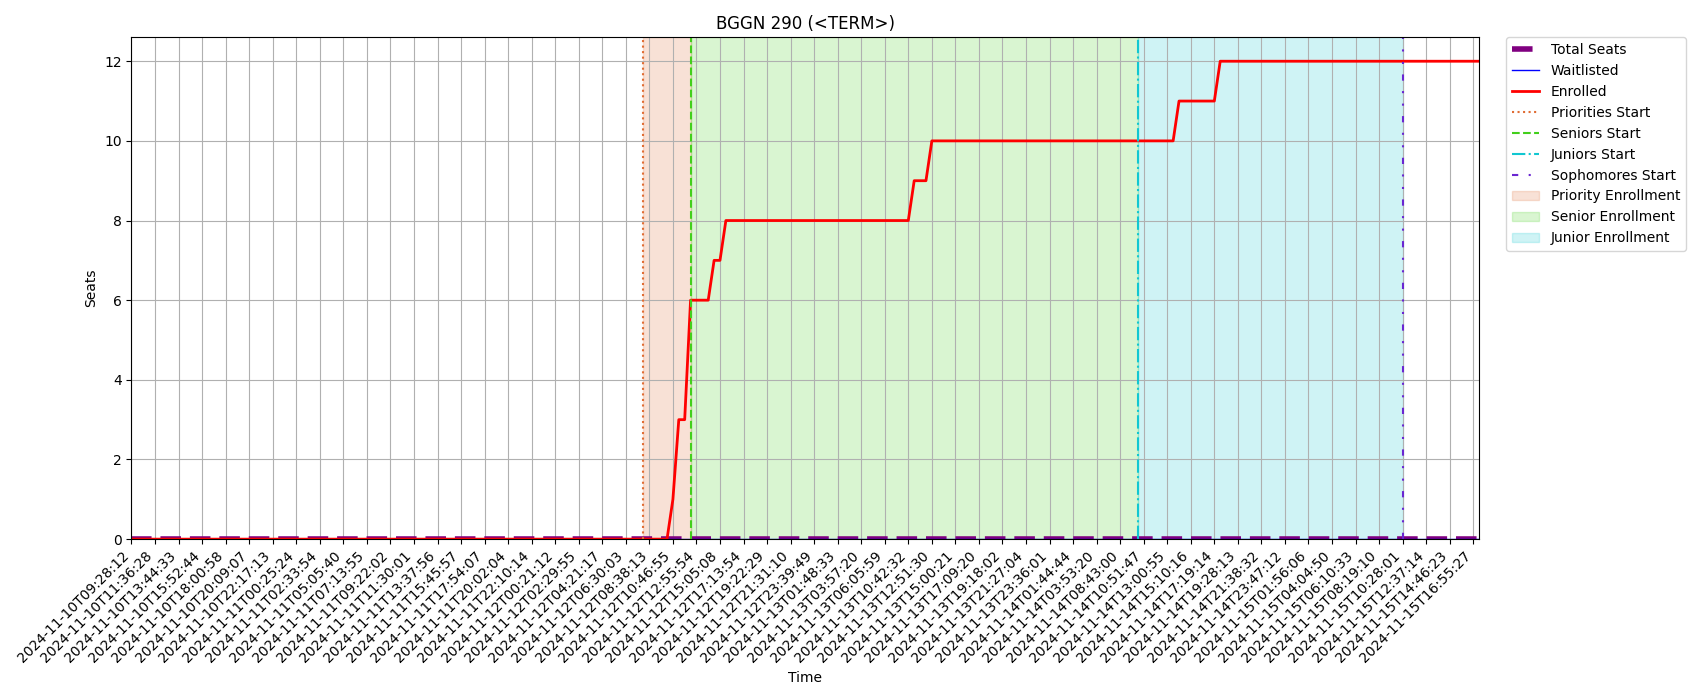 BGGN 290 (<TERM>)
Seats
12
10
8
6
4
2
0
2024-11-10T09:28:12
2024-11-10T11:36:28
2024-11-10T13:44:33
2024-11-10T15:52:44
2024-11-10T18:00:58
2024-11-10T20:09:07
2024-11-10T22:17:13
2024-11-11T00:25:24
2024-11-11T02:33:54
2024-11-11T05:05:40
2024-11-11T07:13:55
2024-11-11T09:22:02
2024-11-11T11:30:01
2024-11-11T13:37:56
2024-11-11T15:45:57
2024-11-11T17:54:07
2024-11-11T20:02:04
2024-11-11T22:10:14
2024-11-12T00:21:12
2024-11-12T02:29:55
2024-11-12T04:21:17
2024-11-12T06:30:03
2024-11-12T08:38:13
2024-11-12T10:46:55
2024-11-12T12:55:54
2024-11-12T15:05:08
2024-11-12T17:13:54
2024-11-12T19:22:29
2024-11-12T21:31:10
2024-11-12T23:39:49
2024-11-13T01:48:33
2024-11-13T03:57:20
2024-11-13T06:05:59
2024-11-13T10:42:32
2024-11-13T12:51:30
2024-11-13T15:00:21
2024-11-13T17:09:20
2024-11-13T19:18:02
2024-11-13T21:27:04
2024-11-13T23:36:01
2024-11-14T01:44:44
2024-11-14T03:53:20
2024-11-14T08:43:00
2024-11-14T10:51:47
2024-11-14T13:00:55
2024-11-14T15:10:16
2024-11-14T17:19:14
2024-11-14T19:28:13
2024-11-14T21:38:32
2024-11-14T23:47:12
2024-11-15T01:56:06
2024-11-15T04:04:50
2024-11-15T06:10:33
2024-11-15T08:19:10
2024-11-15T10:28:01
2024-11-15T12:37:14
2024-11-15T14:46:23
2024-11-15T16:55:27
Time
Total Seats
Waitlisted
Enrolled
Priorities Start
Seniors Start
Juniors Start
Sophomores Start
Priority Enrollment
Senior Enrollment
Junior Enrollment